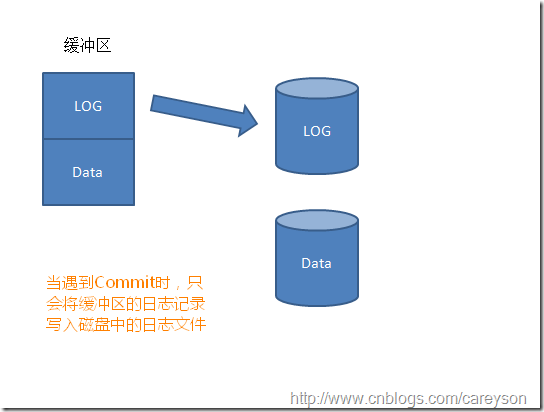 缓冲区
LOG
Data
LOG
Data
当遇到Commit时，只
会将缓冲区的日志记录
写入磁盘中的日志文件
http://www.cnblogs.com/careyson